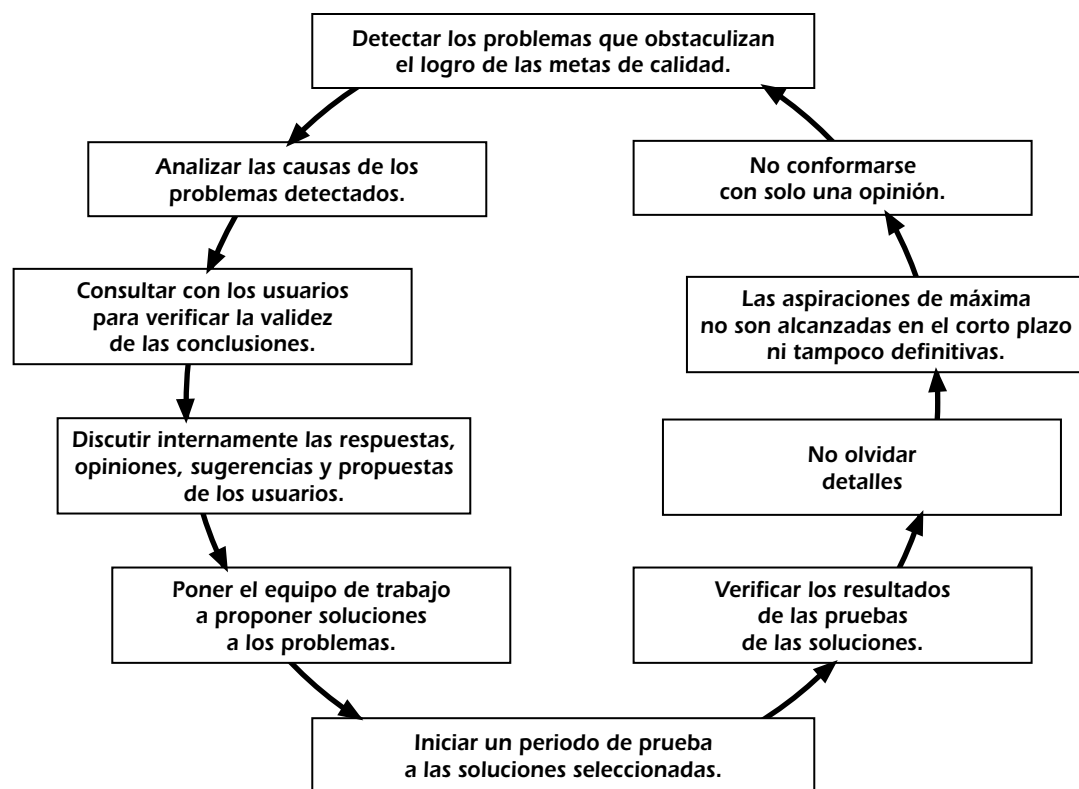 Detectar los problemas que obstaculizan
el logro de las metas de calidad.
Analizar las causas de los
problemas detectados.
Consultar con los usuarios
para verificar la validez
de las conclusiones.
Discutir internamente las respuestas,
opiniones, sugerencias y propuestas
de los usuarios.
Poner el equipo de trabajo
a proponer soluciones
a los problemas.
Iniciar un periodo de prueba
a las soluciones seleccionadas.
Verificar los resultados
de las pruebas
de las soluciones.
No olvidar
detalles
Las aspiraciones de máxima
no son alcanzadas en el corto plazo
ni tampoco definitivas.
No conformarse
con solo una opinión.